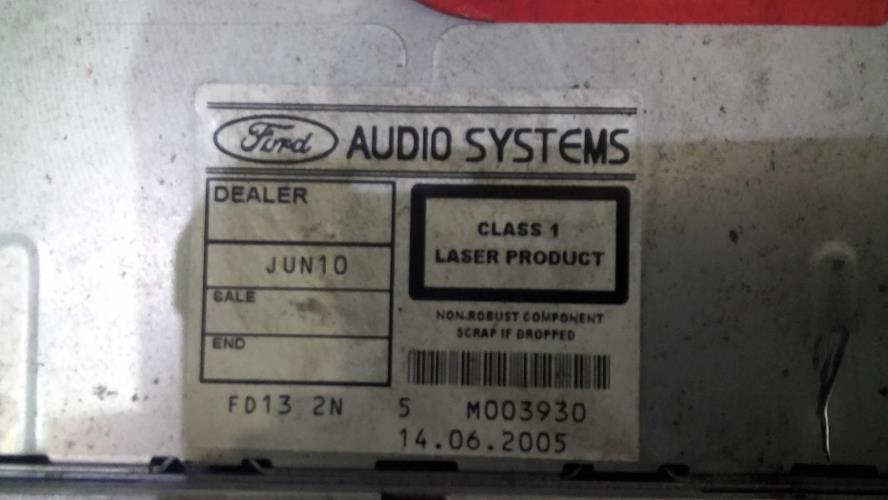 Ford AUDIO SYSTEMS
DEALER
JUN10
SALE
END
CLASS 1
LASER PRODUCT
NON-ROBUST COMPONENT
SCRAP IF DROPPED
FD13 2N 5 M003930
14.06.2005